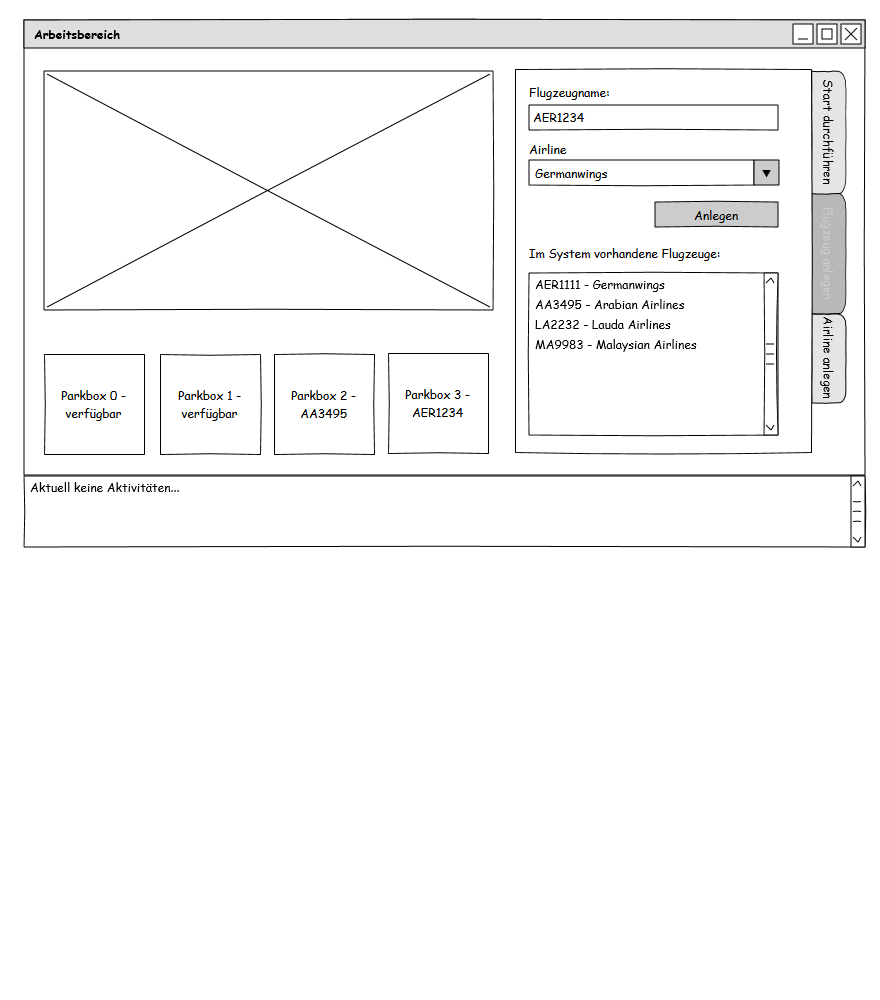 Arbeitsbereich
Flugzeugname:
AER1234
Airline
Germanwings
Anlegen
Im System vorhandene Flugzeuge:
AER1111 - Germanwings
AA3495 - Arabian Airlines
LA2232 - Lauda Airlines
MA9983 - Malaysian Airlines
Start durchführen
Flugzeug anlegen
Airline anlegen
Parkbox 0 -
verfügbar
Parkbox 1 -
verfügbar
Parkbox 2 -
AA3495
Parkbox 3 -
AER1234
Aktuell keine Aktivitäten...